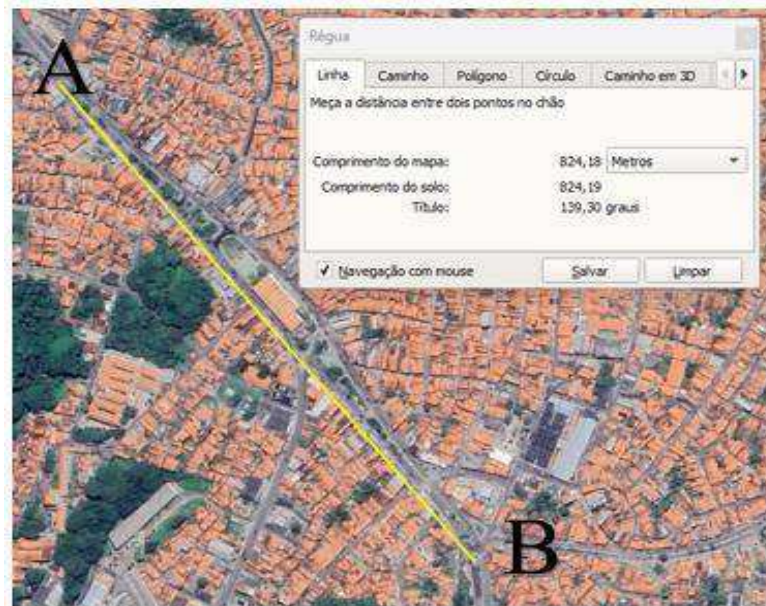 A
Régua
Linha Caminho Polígono Círculo Caminho em 3D
Meça a distância entre dois pontos no chão
Comprimento do mapa: 824,18 Metros
Comprimento do solo: 824,19
Título: 139,30 graus
Navegação com mouse Salvar Limpar
B